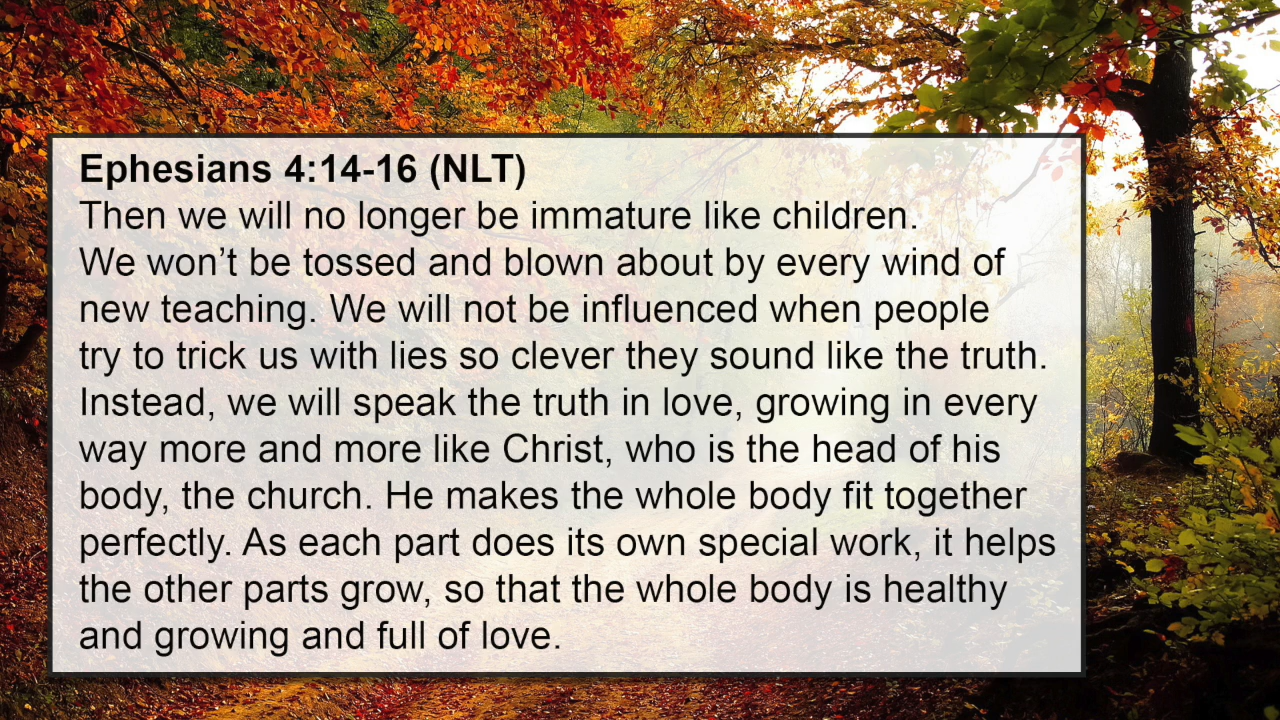 Ephesians 4:14-16 (NLT)
Then we will no longer be immature like children.
We won’t be tossed and blown about by every wind of
new teaching. We will not be influenced when people
try to trick us with lies so clever they sound like the truth.
Instead, we will speak the truth in love, growing in every
way more and more like Christ, who is the head of his
body, the church. He makes the whole body fit together
perfectly. As each part does its own special work, it helps
the other parts grow, so that the whole body is healthy
and growing and full of love.